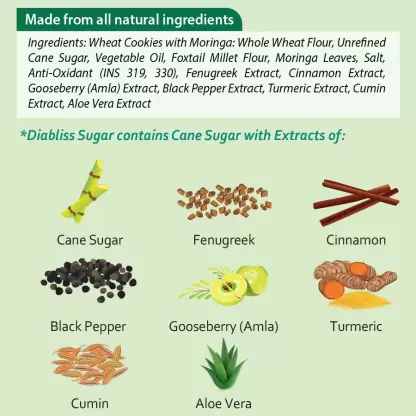 Made from all natural ingredients
Ingredients: Wheat Cookies with Moringa: Whole Wheat Flour, Unrefined
Cane Sugar, Vegetable Oil, Foxtail Millet Flour, Moringa Leaves, Salt,
Anti-Oxidant (INS 319, 330), Fenugreek Extract, Cinnamon Extract,
Gooseberry (Amla) Extract, Black Pepper Extract, Turmeric Extract, Cumin
Extract, Aloe Vera Extract
*Diabliss Sugar contains Cane Sugar with Extracts of:
Cane Sugar
Fenugreek
Cinnamon
Black Pepper
Gooseberry (Amla)
Turmeric
Cumin
Aloe Vera